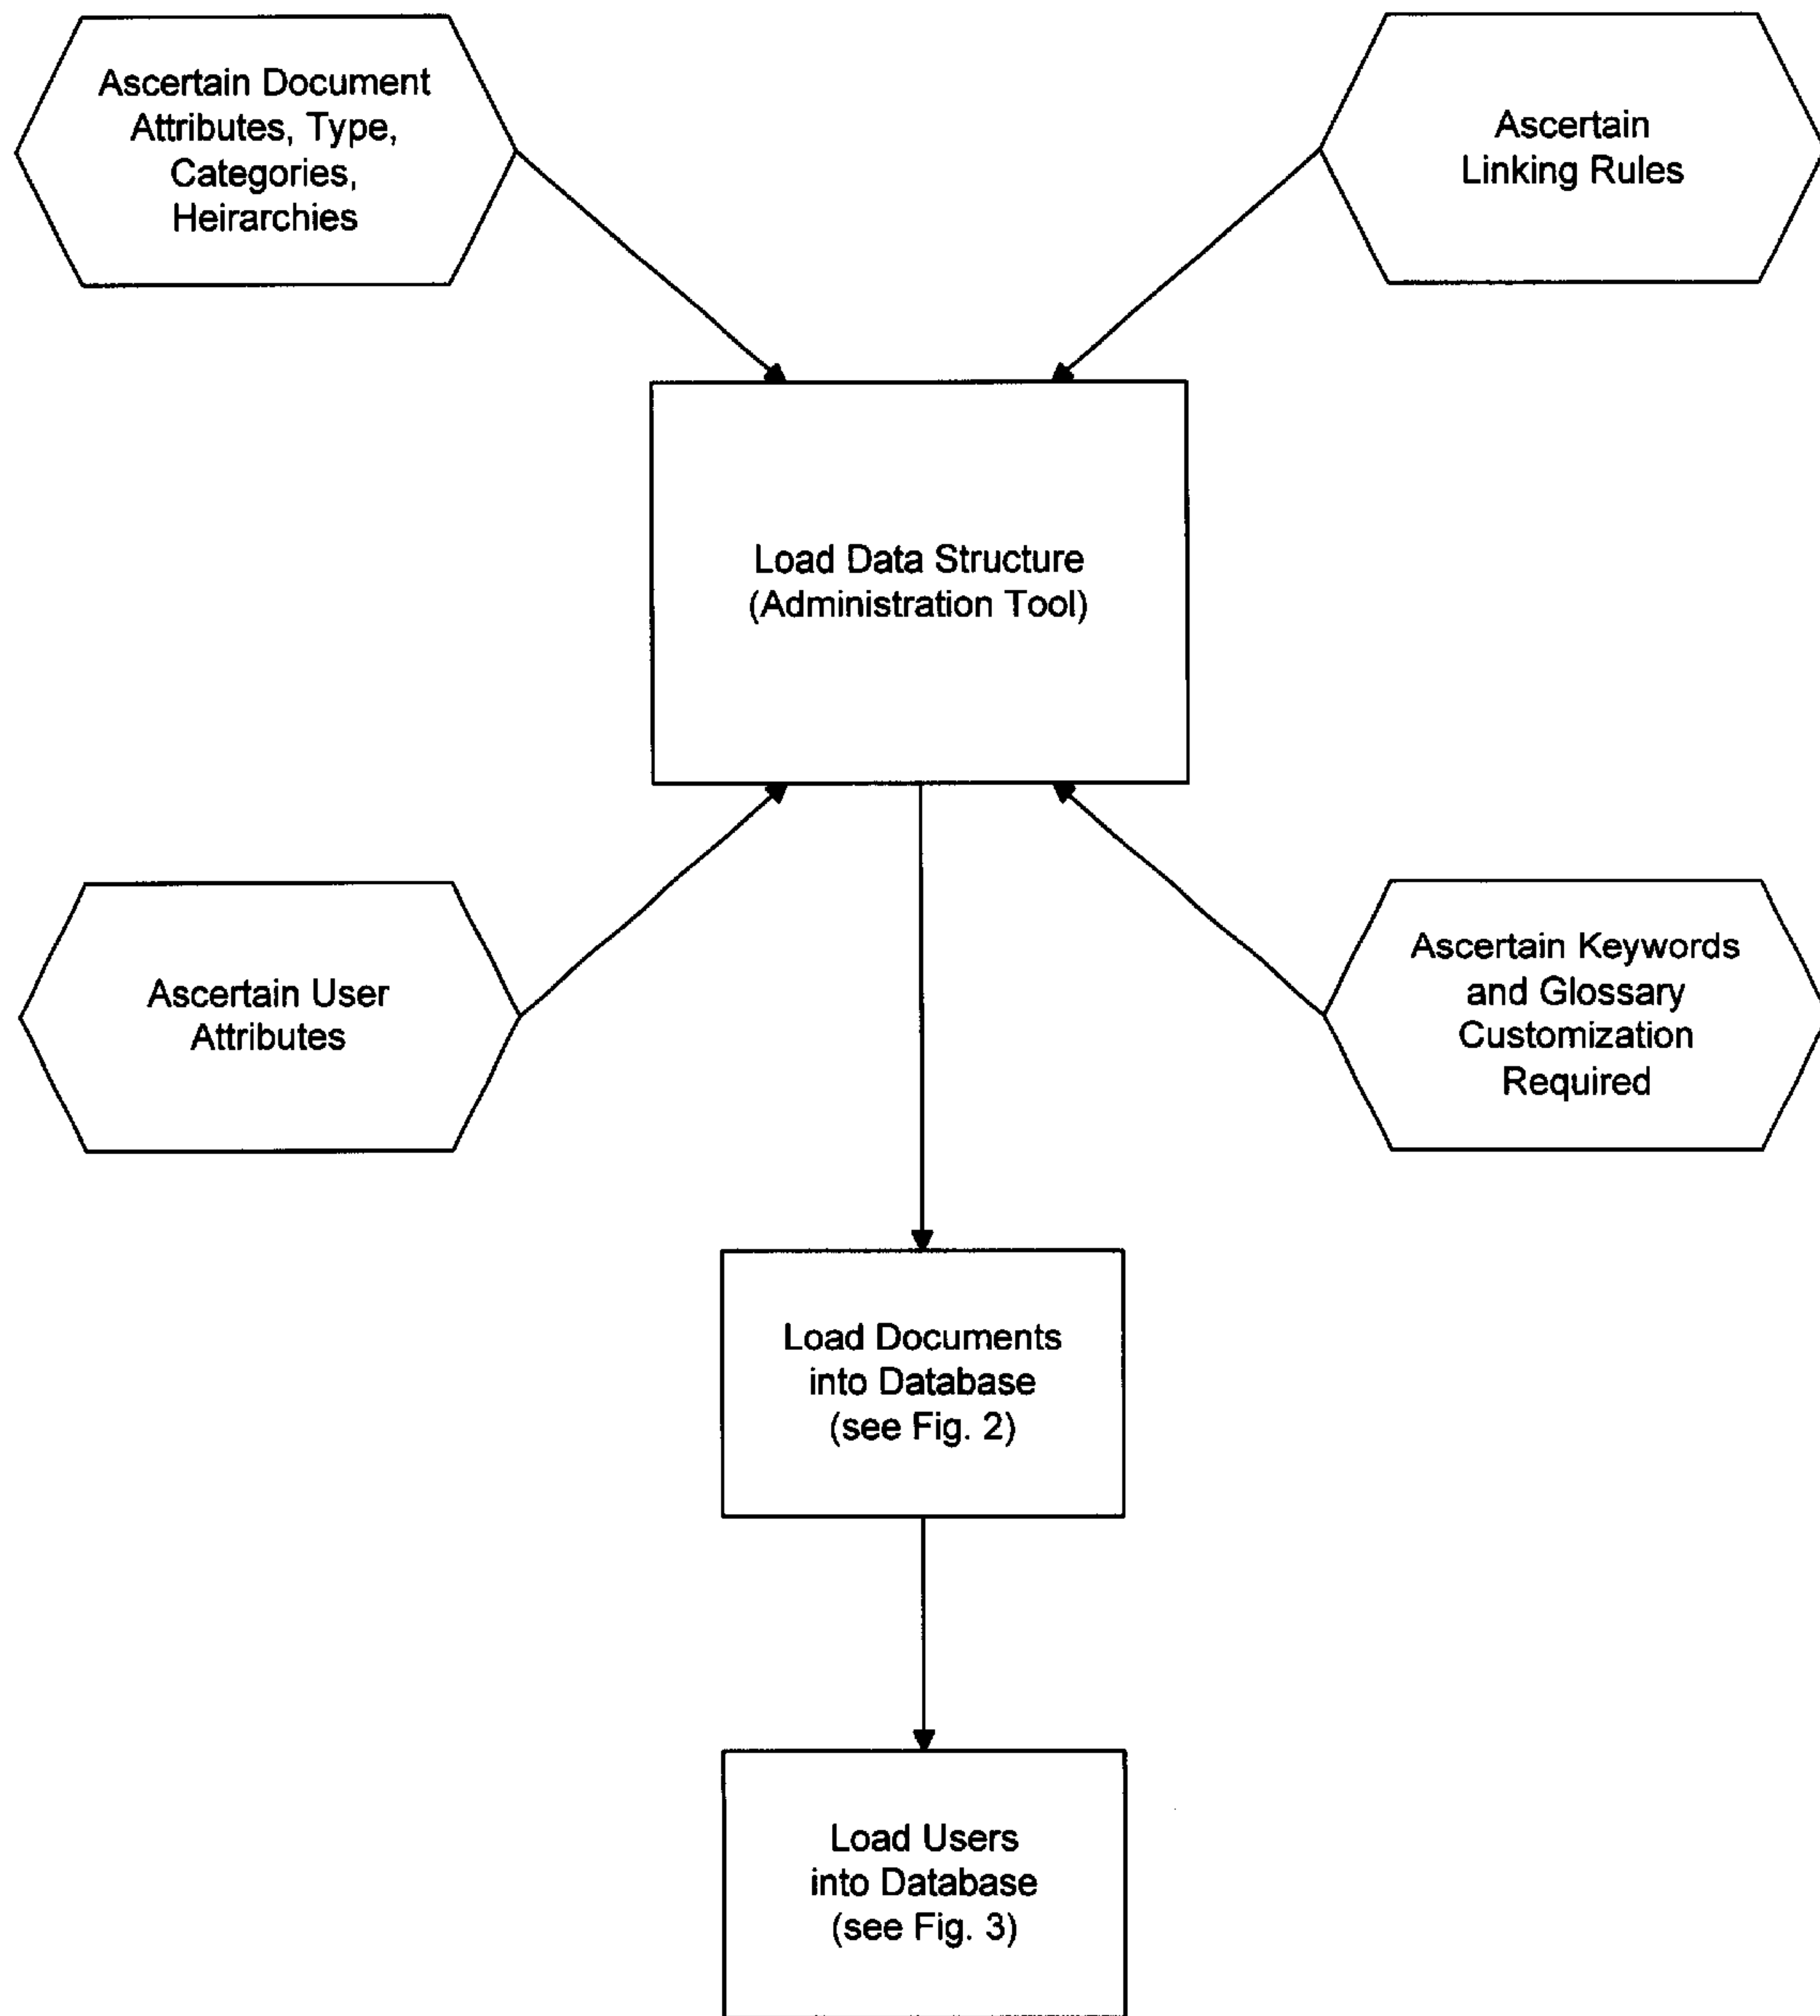 Ascertain Document
Attributes, Type,
Categories,
Heirarchies
Ascertain
Linking Rules
Load Data Structure
(Administration Tool)
Ascertain User
Attributes
Ascertain Keywords
and Glossary
Customization
Required
Load Documents
into Database
(see Fig. 2)
Load Users
into Database
(see Fig. 3)